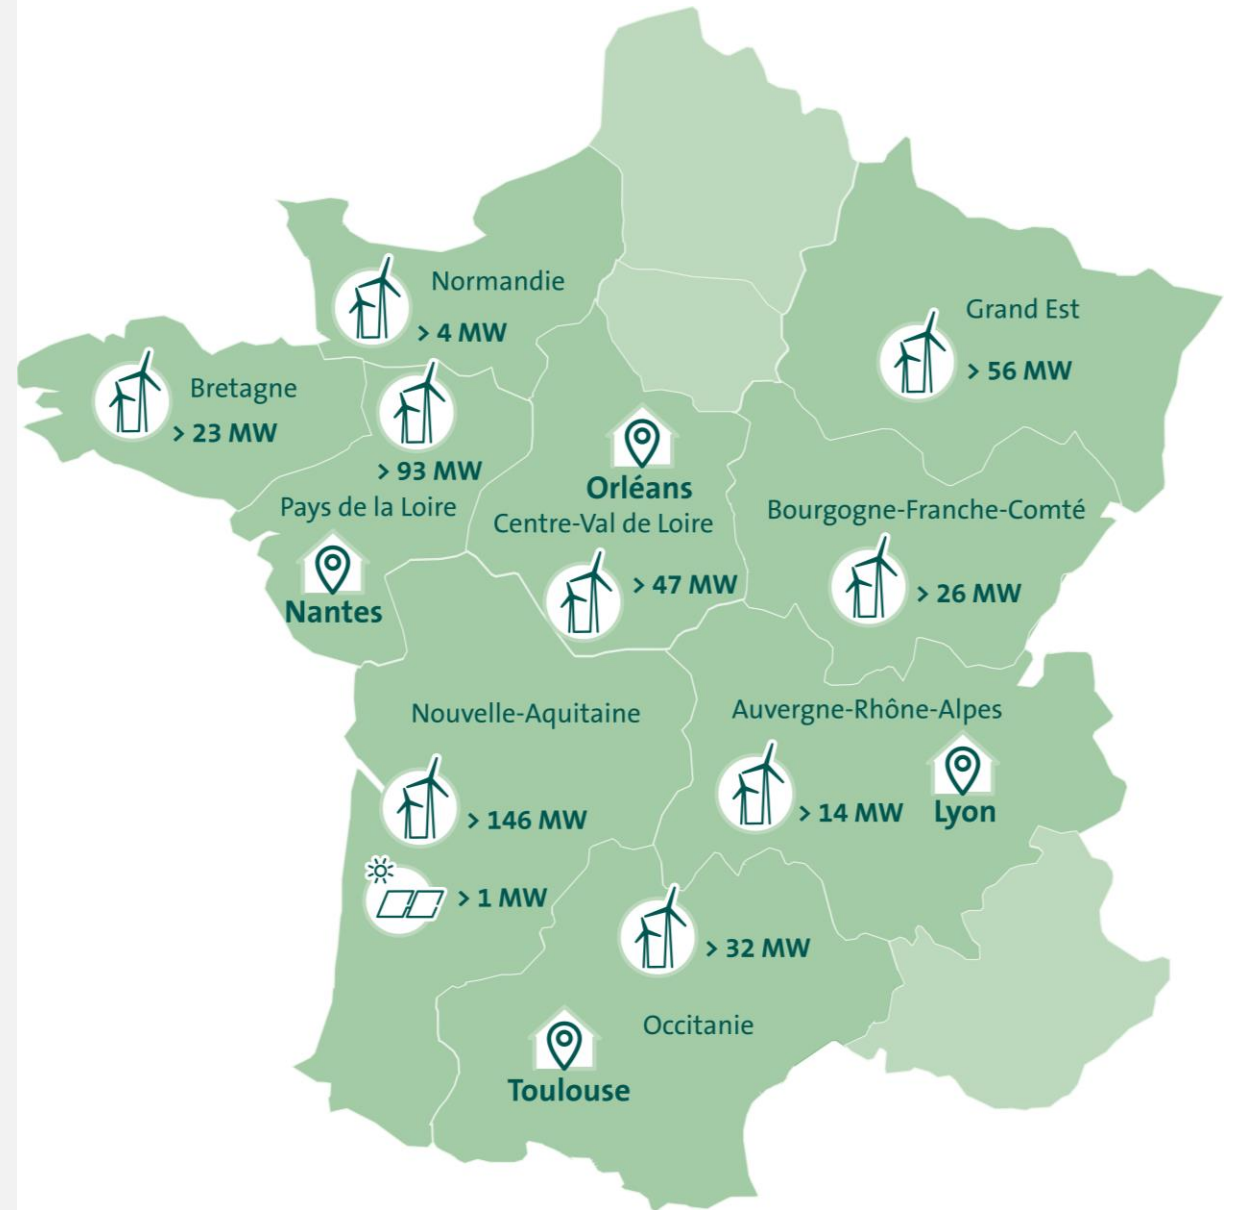 Normandie
> 4 MW
Grand Est
> 56 MW
Bretagne
> 23 MW
> 93 MW
Pays de la Loire
Nantes
Orléans
Centre-Val de Loire
> 47 MW
Bourgogne-Franche-Comté
> 26 MW
Nouvelle-Aquitaine
> 146 MW
> 1 MW
Auvergne-Rhône-Alpes
> 14 MW
Lyon
> 32 MW
Occitanie
Toulouse